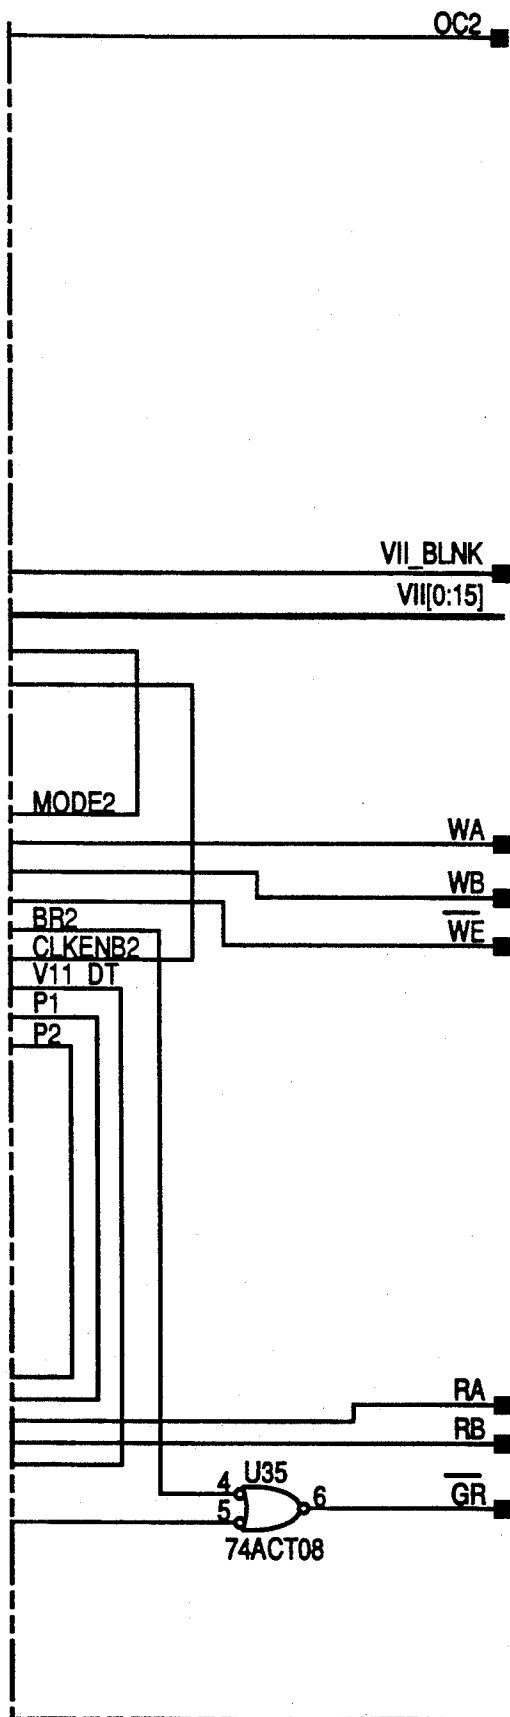 OC2
VII_BLNK
VII[0:15]
MODE2
WA
WB
BR2
WE
CLKENB2
V11_DT
P1
P2
RA
RB
4 U35 6 GR
5
74ACT08